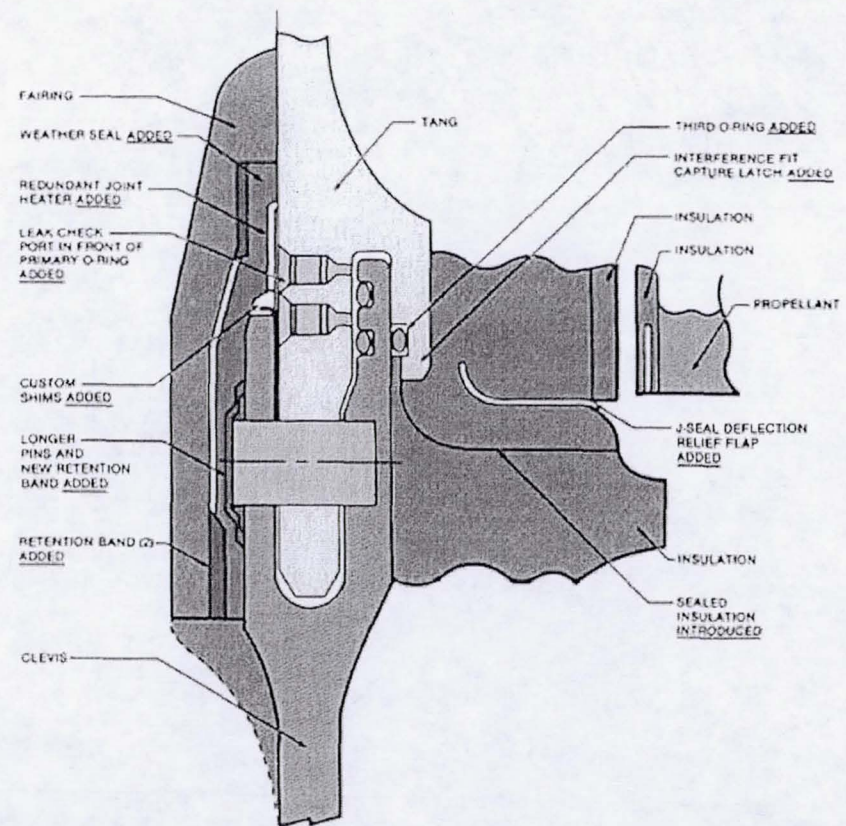 FAIRING
WEATHER SEAL ADDED
REDUNDANT JOINT
HEATER ADDED
LEAK CHECK
PORT IN FRONT OF
PRIMARY O-RING
ADDED
CUSTOM
SHIMS ADDED
LONGER
PINS AND
NEW RETENTION
BAND ADDED
RETENTION BAND (2)
ADDED
CLEVIS
TANG
THIRD O-RING ADDED
INTERFERENCE FIT
CAPTURE LATCH ADDED
INSULATION
INSULATION
PROPELLANT
J-SEAL DEFLECTION
RELIEF FLAP
ADDED
INSULATION
SEALED
INSULATION
INTRODUCED